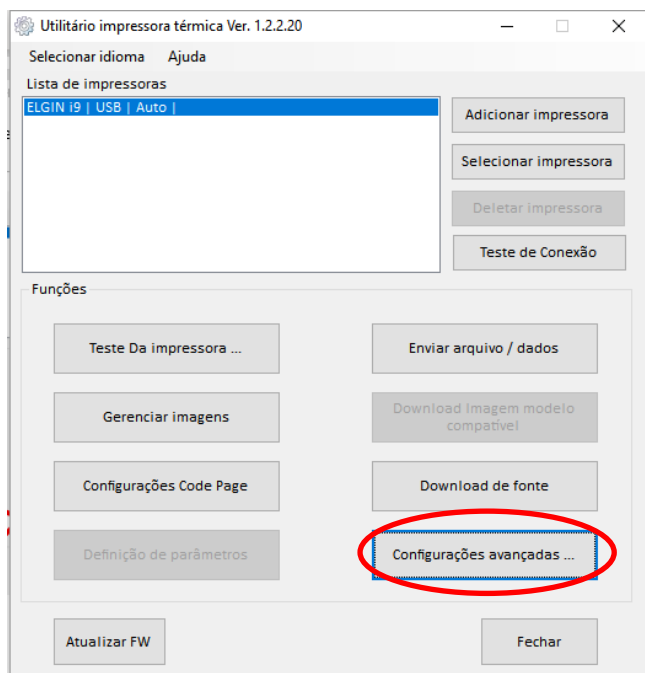 Utilitário impressora térmica Ver. 1.2.2.20
Selecionar idioma Ajuda
Lista de impressoras
ELGIN i9 | USB | Auto |
Adicionar impressora
Selecionar impressora
Deletar impressora
Teste de Conexão
Funções
Teste Da impressora ...
Enviar arquivo / dados
Gerenciar imagens
Download Imagem modelo
compatível
Configurações Code Page
Download de fonte
Definição de parâmetros
Configurações avançadas ...
Atualizar FW
Fechar